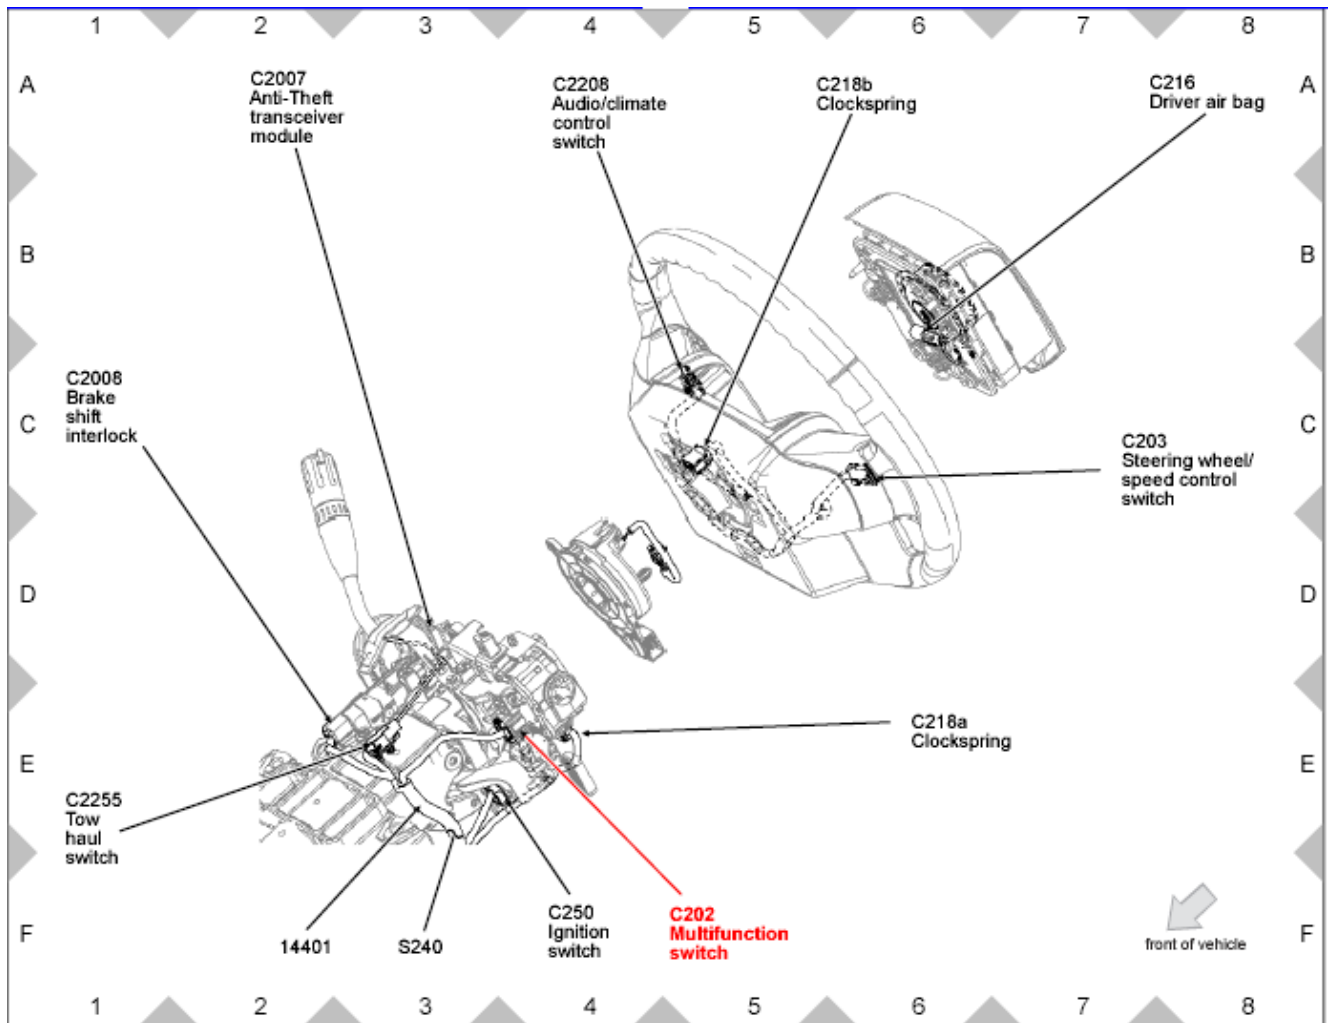 1 2 3 4 5 6 7 8
A A
C2007
Anti-Theft
transceiver
module
C2208
Audio/climate
control
switch
C218b
Clockspring
C216
Driver air bag
B B
C2008
Brake
shift
interlock
C C
C203
Steering wheel/
speed control
switch
D D
C218a
Clockspring
E E
C2255
Tow
haul
switch
14401
S240
C250
Ignition
switch
C202
Multifunction
switch
F F
front of vehicle
1 2 3 4 5 6 7 8